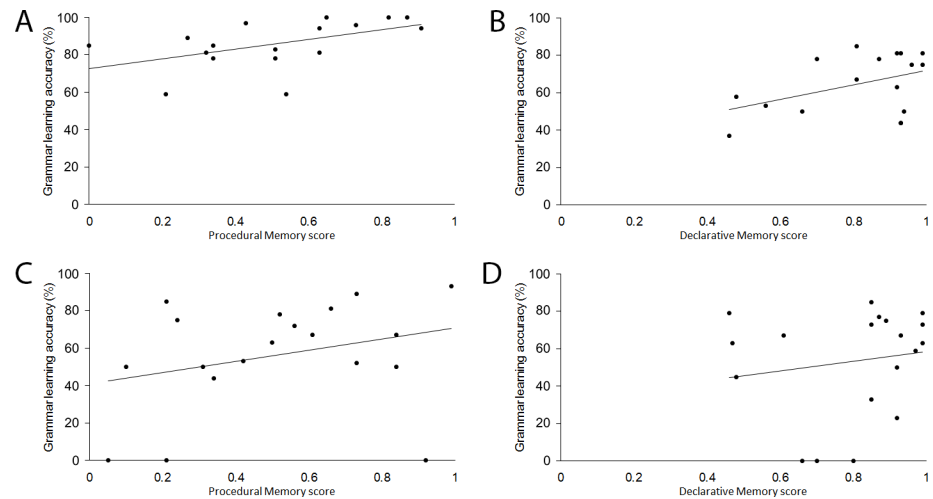 A
Grammar learning accuracy (%)
100
80
60
40
20
0
0 0.2 0.4 0.6 0.8 1
Procedural Memory score
B
Grammar learning accuracy (%)
100
80
60
40
20
0
0 0.2 0.4 0.6 0.8 1
Declarative Memory score
C
Grammar learning accuracy (%)
100
80
60
40
20
0
0 0.2 0.4 0.6 0.8 1
Procedural Memory score
D
Grammar learning accuracy (%)
100
80
60
40
20
0
0 0.2 0.4 0.6 0.8 1
Declarative Memory score